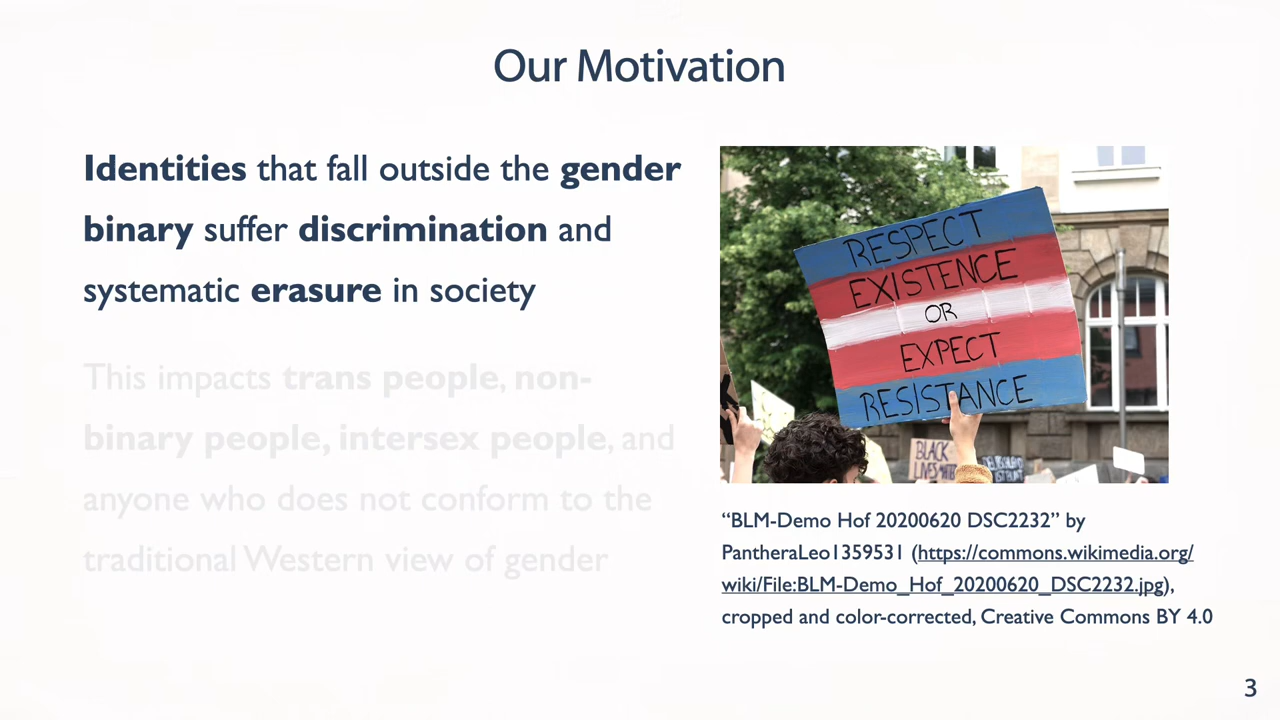 Our Motivation
Identities that fall outside the gender
binary suffer discrimination and
systematic erasure in society
This impacts trans people, non-
binary people, intersex people, and
anyone who does not conform to the
traditional Western view of gender
RESPECT
EXISTENCE
OR
EXPECT
RESISTANCE
BLACK
LIVES
“BLM-Demo Hof 20200620 DSC2232” by
PantheraLeo1359531 (https://commons.wikimedia.org/
wiki/File:BLM-Demo_Hof_20200620_DSC2232.jpg),
cropped and color-corrected, Creative Commons BY 4.0
3